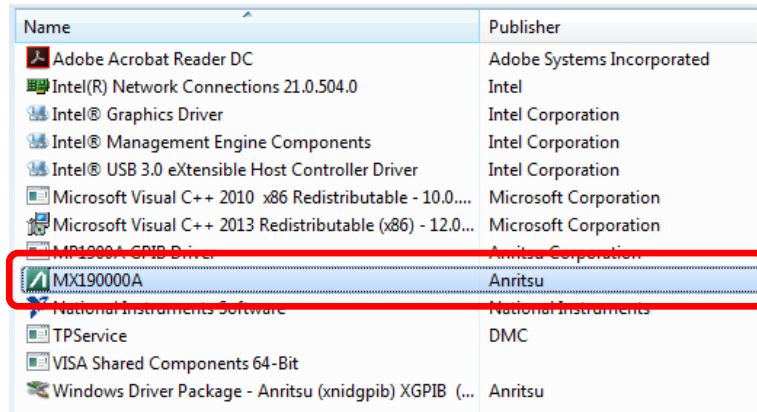 Name Publisher
Adobe Acrobat Reader DC Adobe Systems Incorporated
Intel(R) Network Connections 21.0.504.0 Intel
Intel® Graphics Driver Intel Corporation
Intel® Management Engine Components Intel Corporation
Intel® USB 3.0 eXtensible Host Controller Driver Intel Corporation
Microsoft Visual C++ 2010 x86 Redistributable - 10.0.... Microsoft Corporation
Microsoft Visual C++ 2013 Redistributable (x86) - 12.0... Microsoft Corporation
MP1900A GPIB Driver Anritsu Corporation
MX190000A Anritsu
National Instruments Software National Instruments
TPService DMC
VISA Shared Components 64-Bit
Windows Driver Package - Anritsu (xnidgpib) XGPIB (... Anritsu